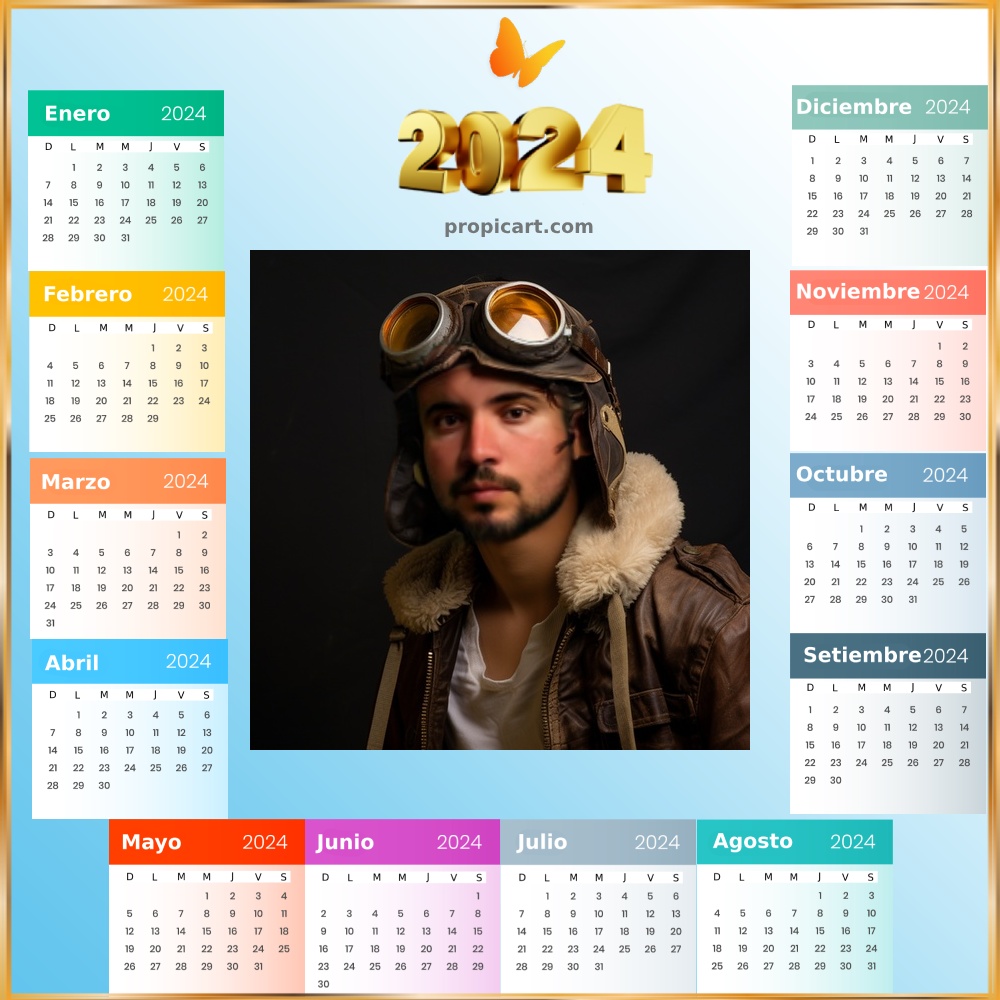 2024
propicart.com
Enero 2024
D L M M J V S
1 2 3 4 5 6
7 8 9 10 11 12 13
14 15 16 17 18 19 20
21 22 23 24 25 26 27
28 29 30 31
Febrero 2024
D L M M J V S
1 2 3
4 5 6 7 8 9 10
11 12 13 14 15 16 17
18 19 20 21 22 23 24
25 26 27 28 29
Marzo 2024
D L M M J V S
1 2
3 4 5 6 7 8 9
10 11 12 13 14 15 16
17 18 19 20 21 22 23
24 25 26 27 28 29 30
31
Abril 2024
D L M M J V S
1 2 3 4 5 6
7 8 9 10 11 12 13
14 15 16 17 18 19 20
21 22 23 24 25 26 27
28 29 30
Mayo 2024
D L M M J V S
1 2 3 4
5 6 7 8 9 10 11
12 13 14 15 16 17 18
19 20 21 22 23 24 25
26 27 28 29 30 31
Junio 2024
D L M M J V S
1
2 3 4 5 6 7 8
9 10 11 12 13 14 15
16 17 18 19 20 21 22
23 24 25 26 27 28 29
30
Julio 2024
D L M M J V S
1 2 3 4 5 6
7 8 9 10 11 12 13
14 15 16 17 18 19 20
21 22 23 24 25 26 27
28 29 30 31
Agosto 2024
D L M M J V S
1 2 3
4 5 6 7 8 9 10
11 12 13 14 15 16 17
18 19 20 21 22 23 24
25 26 27 28 29 30 31
Setiembre 2024
D L M M J V S
1 2 3 4 5 6 7
8 9 10 11 12 13 14
15 16 17 18 19 20 21
22 23 24 25 26 27 28
29 30
Octubre 2024
D L M M J V S
1 2 3 4 5
6 7 8 9 10 11 12
13 14 15 16 17 18 19
20 21 22 23 24 25 26
27 28 29 30 31
Noviembre 2024
D L M M J V S
1 2
3 4 5 6 7 8 9
10 11 12 13 14 15 16
17 18 19 20 21 22 23
24 25 26 27 28 29 30
Diciembre 2024
D L M M J V S
1 2 3 4 5 6 7
8 9 10 11 12 13 14
15 16 17 18 19 20 21
22 23 24 25 26 27 28
29 30 31